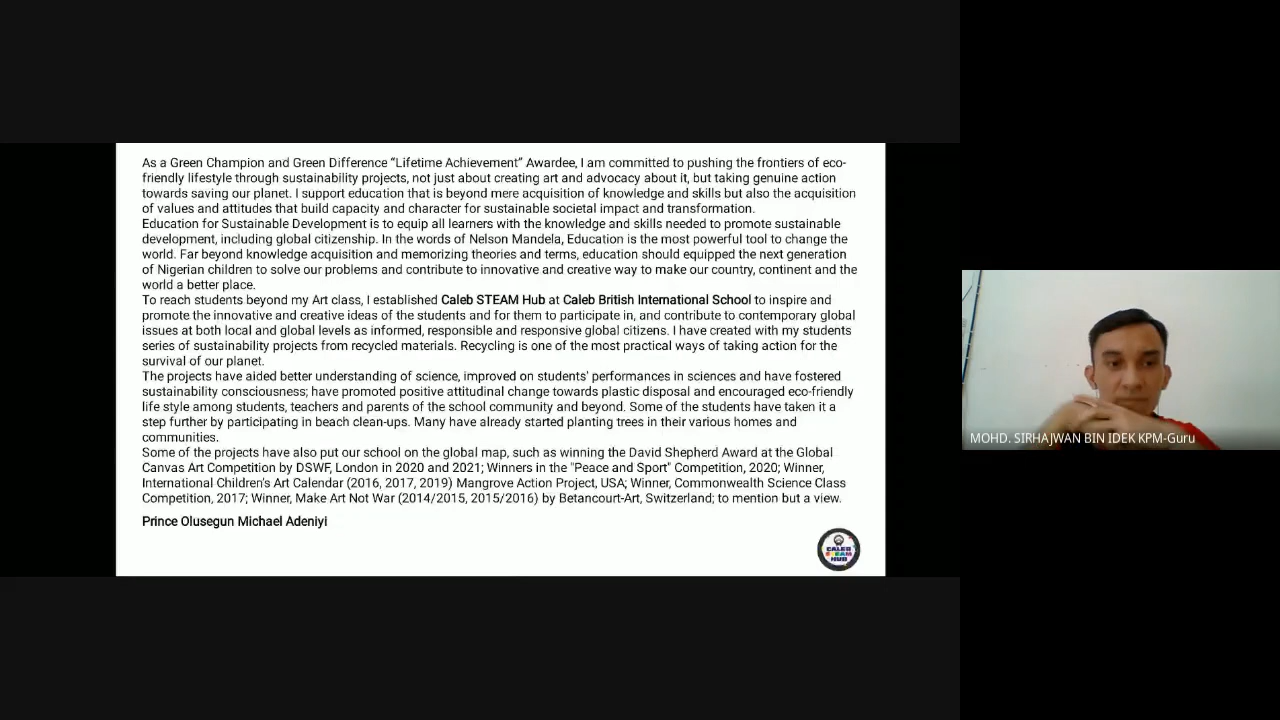 As a Green Champion and Green Difference “Lifetime Achievement” Awardee, I am committed to pushing the frontiers of eco-
friendly lifestyle through sustainability projects, not just about creating art and advocacy about it, but taking genuine action
towards saving our planet. I support education that is beyond mere acquisition of knowledge and skills but also the acquisition
of values and attitudes that build capacity and character for sustainable societal impact and transformation.
Education for Sustainable Development is to equip all learners with the knowledge and skills needed to promote sustainable
development, including global citizenship. In the words of Nelson Mandela, Education is the most powerful tool to change the
world. Far beyond knowledge acquisition and memorizing theories and terms, education should equipped the next generation
of Nigerian children to solve our problems and contribute to innovative and creative way to make our country, continent and the
world a better place.
To reach students beyond my Art class, I established Caleb STEAM Hub at Caleb British International School to inspire and
promote the innovative and creative ideas of the students and for them to participate in, and contribute to contemporary global
issues at both local and global levels as informed, responsible and responsive global citizens. I have created with my students
series of sustainability projects from recycled materials. Recycling is one of the most practical ways of taking action for the
survival of our planet.
The projects have aided better understanding of science, improved on students' performances in sciences and have fostered
sustainability consciousness; have promoted positive attitudinal change towards plastic disposal and encouraged eco-friendly
life style among students, teachers and parents of the school community and beyond. Some of the students have taken it a
step further by participating in beach clean-ups. Many have already started planting trees in their various homes and
communities.
Some of the projects have also put our school on the global map, such as winning the David Shepherd Award at the Global
Canvas Art Competition by DSWF, London in 2020 and 2021; Winners in the "Peace and Sport" Competition, 2020; Winner,
International Children's Art Calendar (2016, 2017, 2019) Mangrove Action Project, USA; Winner, Commonwealth Science Class
Competition, 2017; Winner, Make Art Not War (2014/2015, 2015/2016) by Betancourt-Art, Switzerland; to mention but a view.
Prince Olusegun Michael Adeniyi
CALEB
STEAM
HUB
MOHD. SIRHAJWAN BIN IDEK KPM-Guru